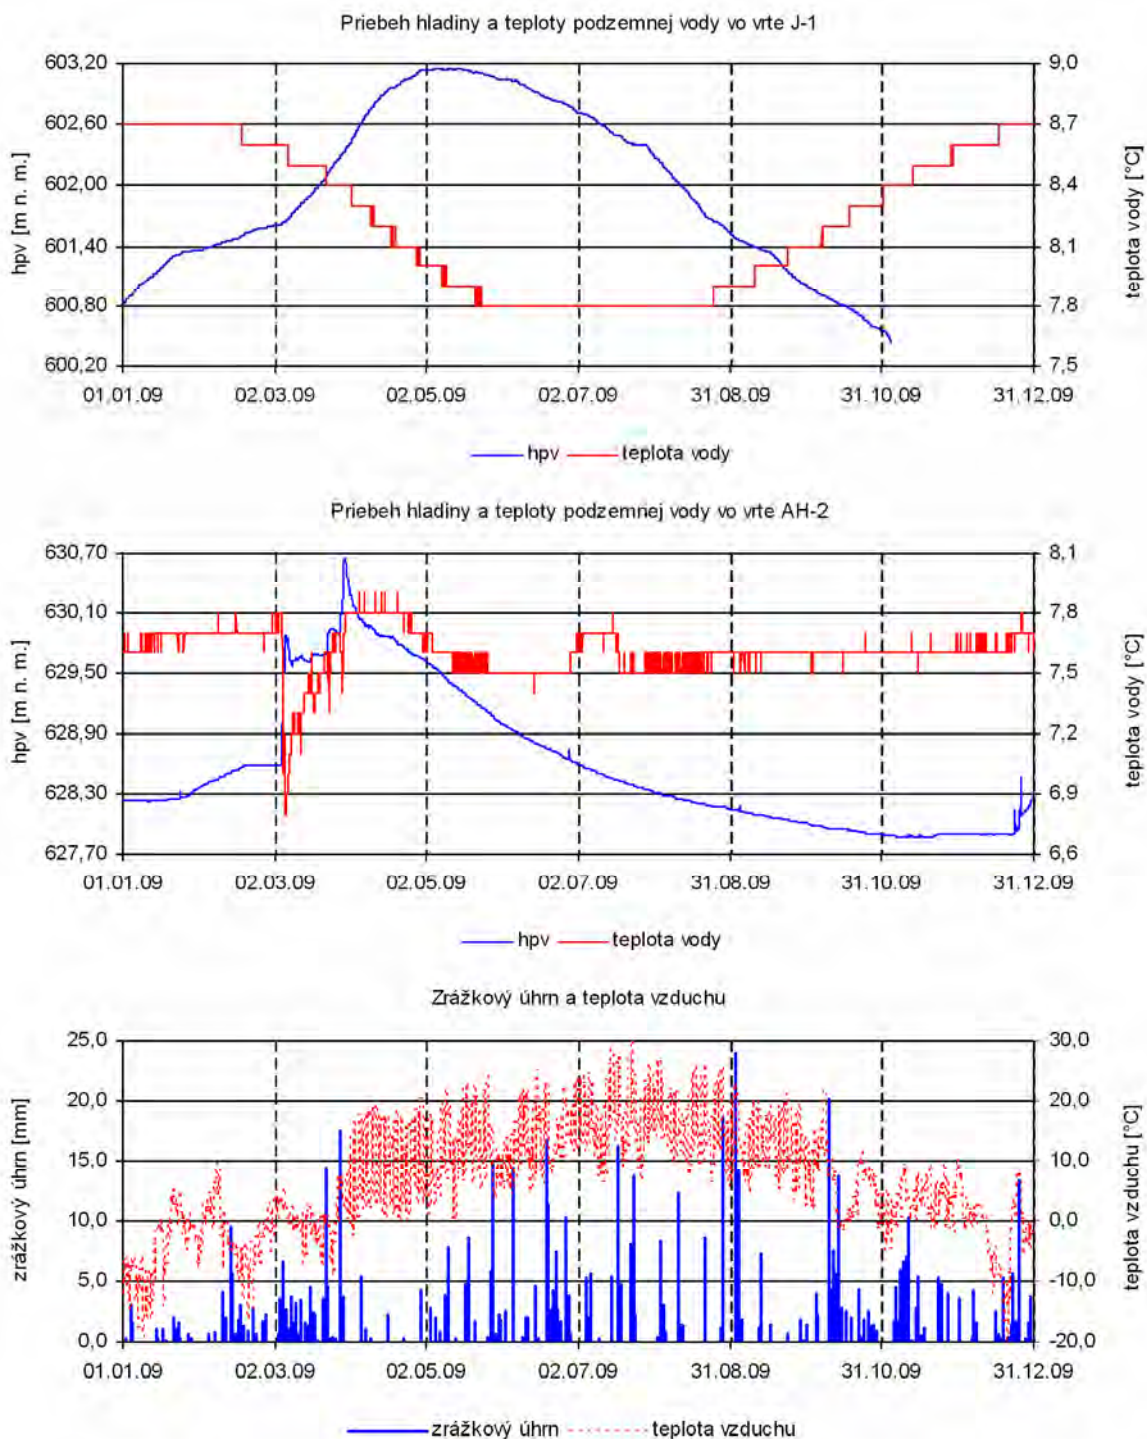 Priebeh hladiny a teploty podzemnej vody vo vrte J-1
603,20
602,60
602,00
601,40
600,80
600,20
hpv [m n. m.]
9,0
8,7
8,4
8,1
7,8
7,5
teplota vody [°C]
01.01.09 02.03.09 02.05.09 02.07.09 31.08.09 31.10.09 31.12.09
hpv teplota vody
Priebeh hladiny a teploty podzemnej vody vo vrte AH-2
630,70
630,10
629,50
628,90
628,30
627,70
hpv [m n. m.]
8,1
7,8
7,5
7,2
6,9
6,6
teplota vody [°C]
01.01.09 02.03.09 02.05.09 02.07.09 31.08.09 31.10.09 31.12.09
hpv teplota vody
Zrážkový úhrn a teplota vzduchu
25,0
20,0
15,0
10,0
5,0
0,0
zrážkový úhrn [mm]
30,0
20,0
10,0
0,0
-10,0
-20,0
teplota vzpuchu [°C]
01.01.09 02.03.09 02.05.09 02.07.09 31.08.09 31.10.09 31.12.09
zrážkový úhrn teplota vzduchu